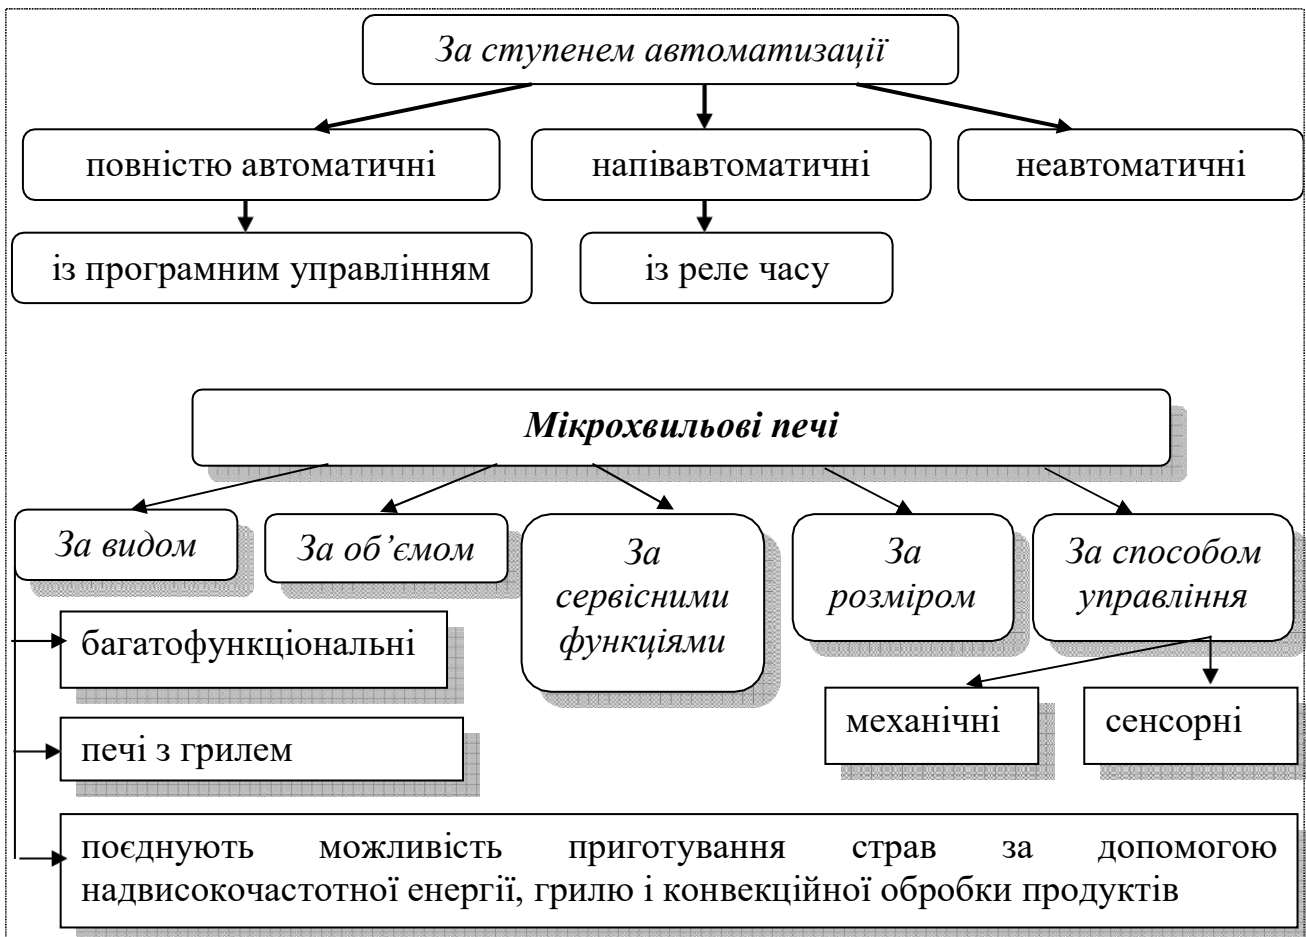 За ступенем автоматизації
повністю автоматичні
напівавтоматичні
неавтоматичні
із програмним управлінням
із реле часу
Мікрохвильові печі
За видом
За об’ємом
За
сервісними
функціями
За
розміром
За способом
управління
багатофункціональні
механічні
сенсорні
печі з грилем
поєднують можливість приготування страв за допомогою
надвисокочастотної енергії, грилю і конвекційної обробки продуктів